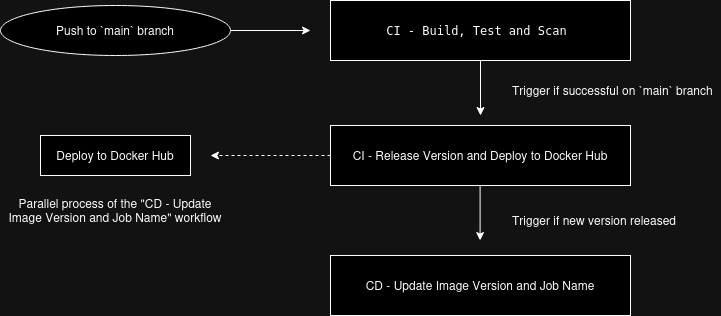 Push to `main` branch
CI - Build, Test and Scan
Trigger if successful on `main` branch
Deploy to Docker Hub
CI - Release Version and Deploy to Docker Hub
Parallel process of the "CD - Update
Image Version and Job Name" workflow
Trigger if new version released
CD - Update Image Version and Job Name